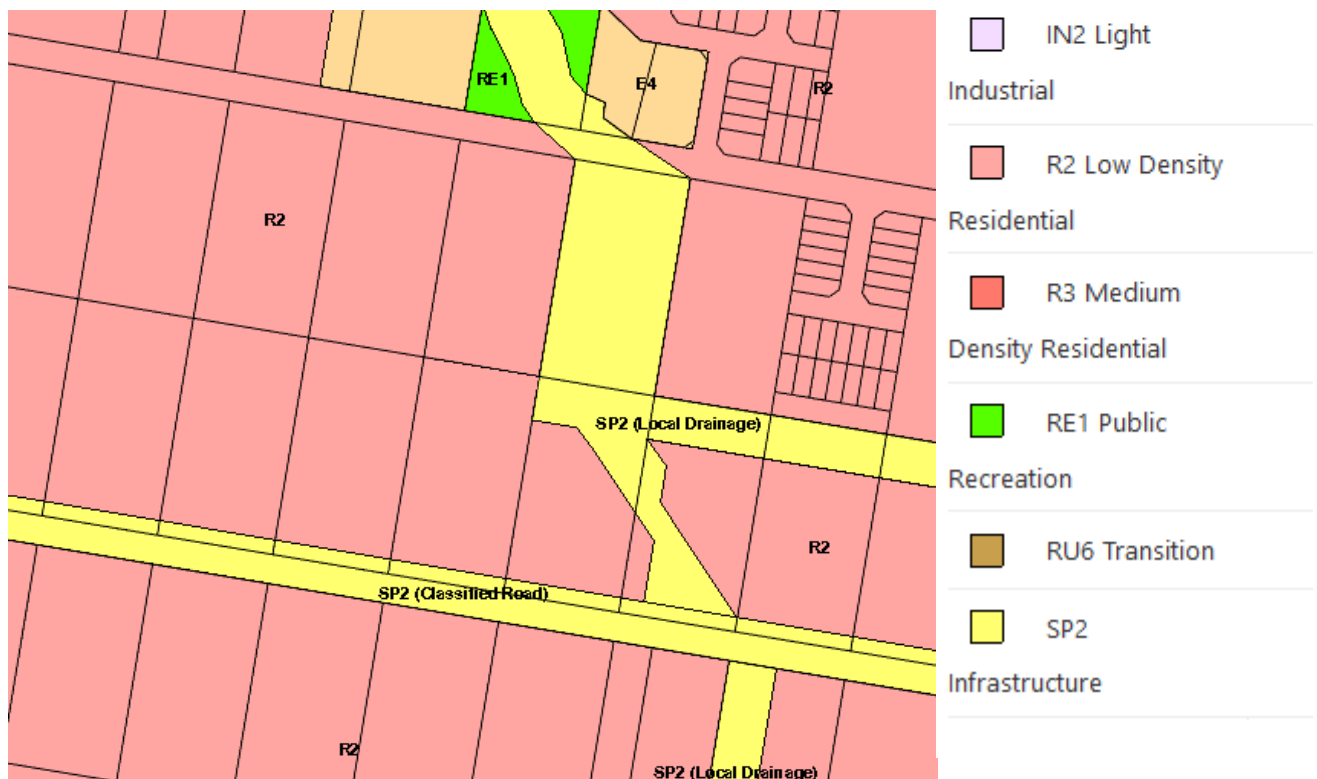 RE1
E4
R2
R2
SP2 (Local Drainage)
R2
SP2 (Classified Road)
R2
SP2 (Local Drainage)
IN2 Light
Industrial
R2 Low Density
Residential
R3 Medium
Density Residential
RE1 Public
Recreation
RU6 Transition
SP2
Infrastructure